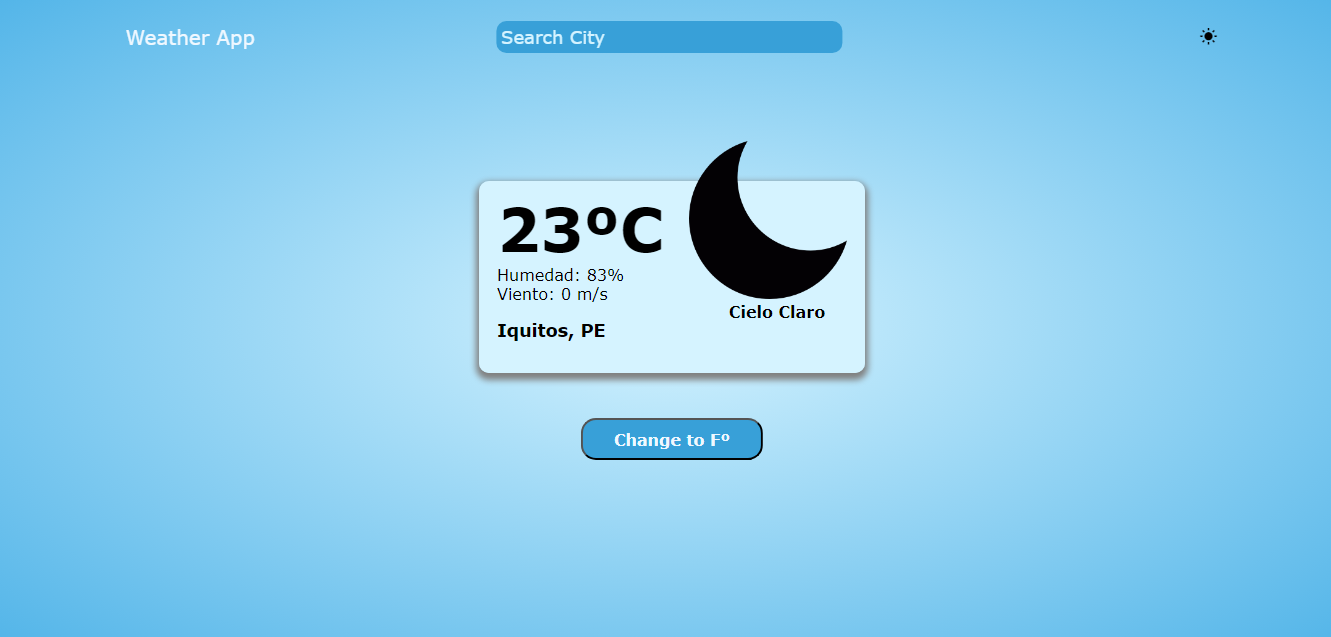 Weather App
Search City
23ºC
Humedad: 83%
Viento: 0 m/s
Cielo Claro
Iquitos, PE
Change to Fº